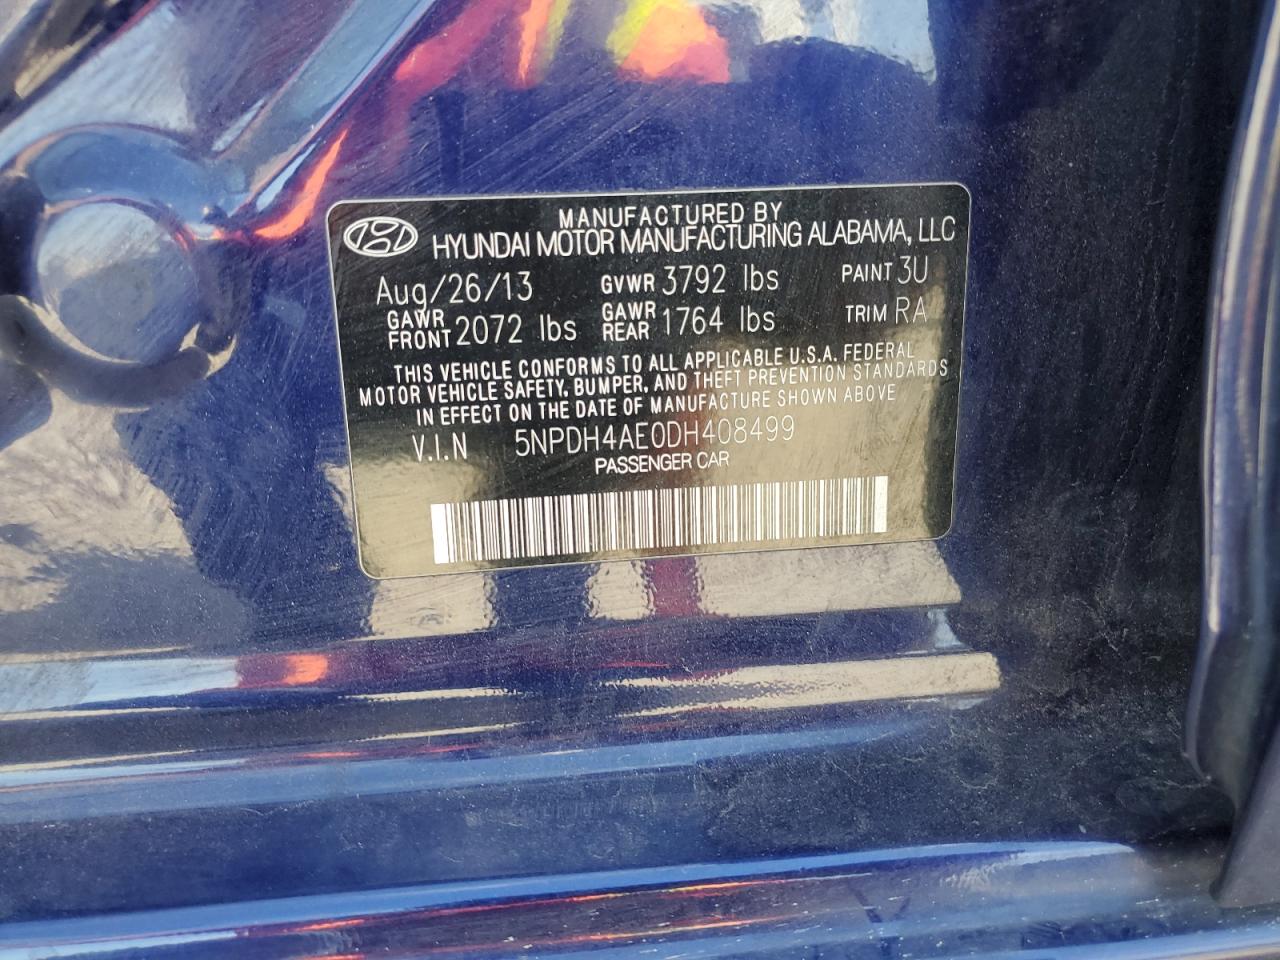 MANUFACTURED BY
HYUNDAI MOTOR MANUFACTURING ALABAMA, LLC
Aug/26/13 GVWR 3792 lbs PAINT 3U
GAWR FRONT 2072 lbs GAWR REAR 1764 lbs TRIM RA
THIS VEHICLE CONFORMS TO ALL APPLICABLE U.S.A. FEDERAL
MOTOR VEHICLE SAFETY, BUMPER, AND THEFT PREVENTION STANDARDS
IN EFFECT ON THE DATE OF MANUFACTURE SHOWN ABOVE
V.I.N 5NPDH4AE0DH408499
PASSENGER CAR